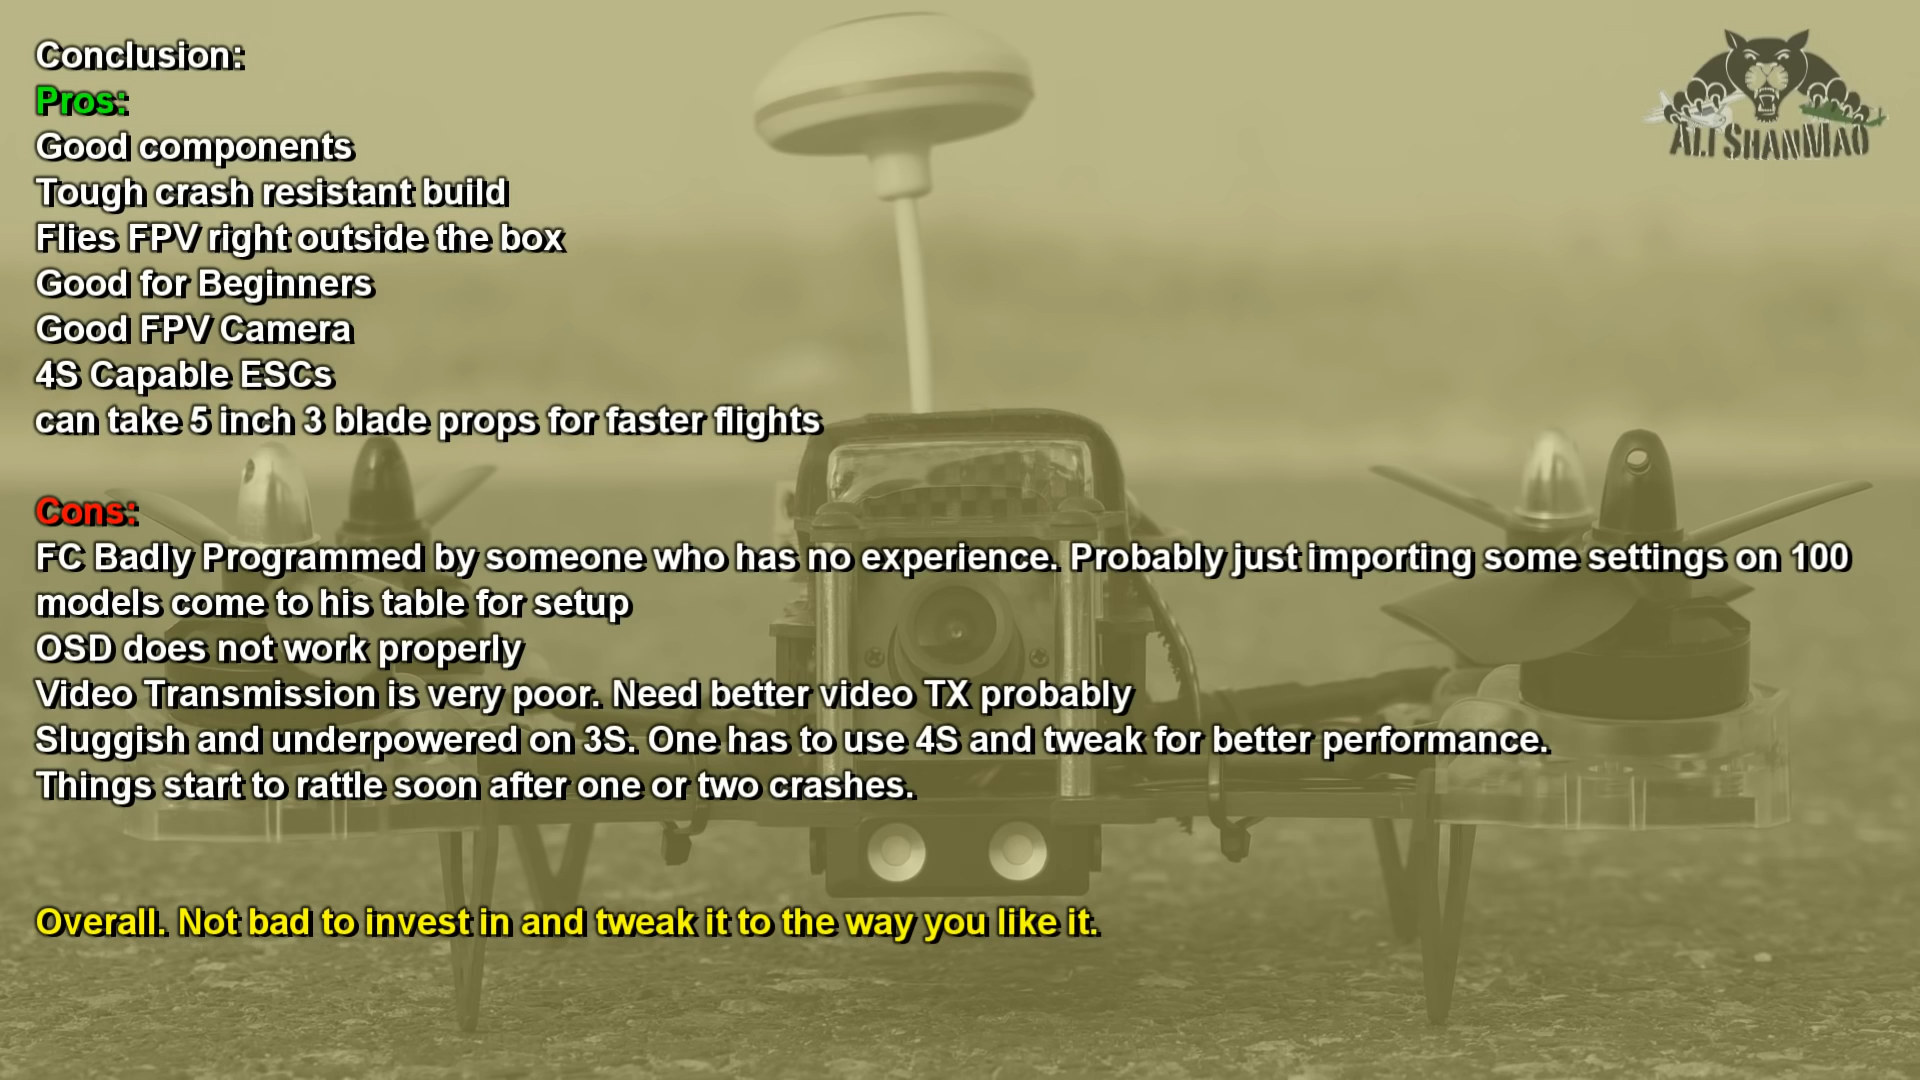 Conclusion:
Pros:
Good components
Tough crash resistant build
Flies FPV right outside the box
Good for Beginners
Good FPV Camera
4S Capable ESCs
can take 5 inch 3 blade props for faster flights
Cons:
FC Badly Programmed by someone who has no experience. Probably just importing some settings on 100
models come to his table for setup
OSD does not work properly
Video Transmission is very poor. Need better video TX probably
Sluggish and underpowered on 3S. One has to use 4S and tweak for better performance.
Things start to rattle soon after one or two crashes.
Overall. Not bad to invest in and tweak it to the way you like it.
ALI SHANMAO